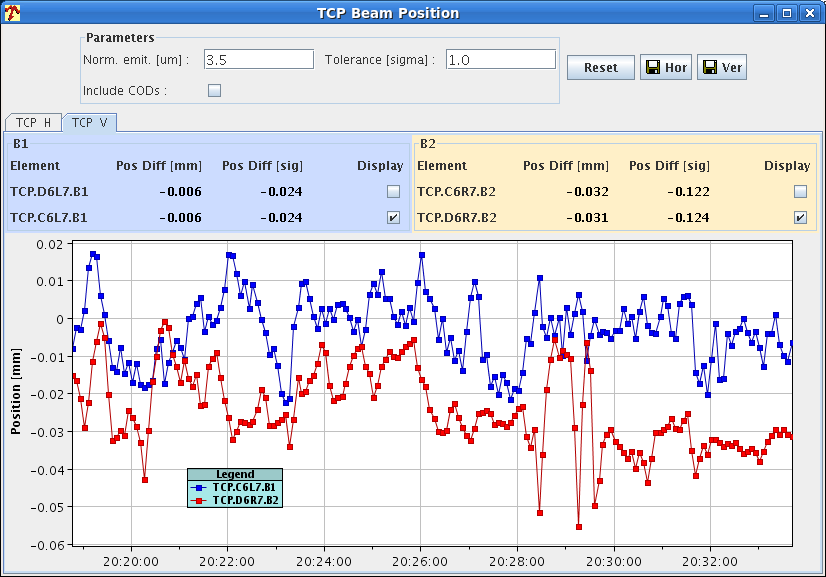 TCP Beam Position
Parameters
Norm. emit. [um] : 3.5 Tolerance [sigma] : 1.0
Reset Hor Ver
Include CODs :
TCP H TCP V
B1
Element Pos Diff [mm] Pos Diff [sig] Display
TCP.D6L7.B1 -0.006 -0.024
TCP.C6L7.B1 -0.006 -0.024
B2
Element Pos Diff [mm] Pos Diff [sig] Display
TCP.C6R7.B2 -0.032 -0.122
TCP.D6R7.B2 -0.031 -0.124
Position [mm]
0.02
0.01
0
-0.01
-0.02
-0.03
-0.04
-0.05
-0.06
Legend
TCP.C6L7.B1
TCP.D6R7.B2
20:20:00 20:22:00 20:24:00 20:26:00 20:28:00 20:30:00 20:32:00